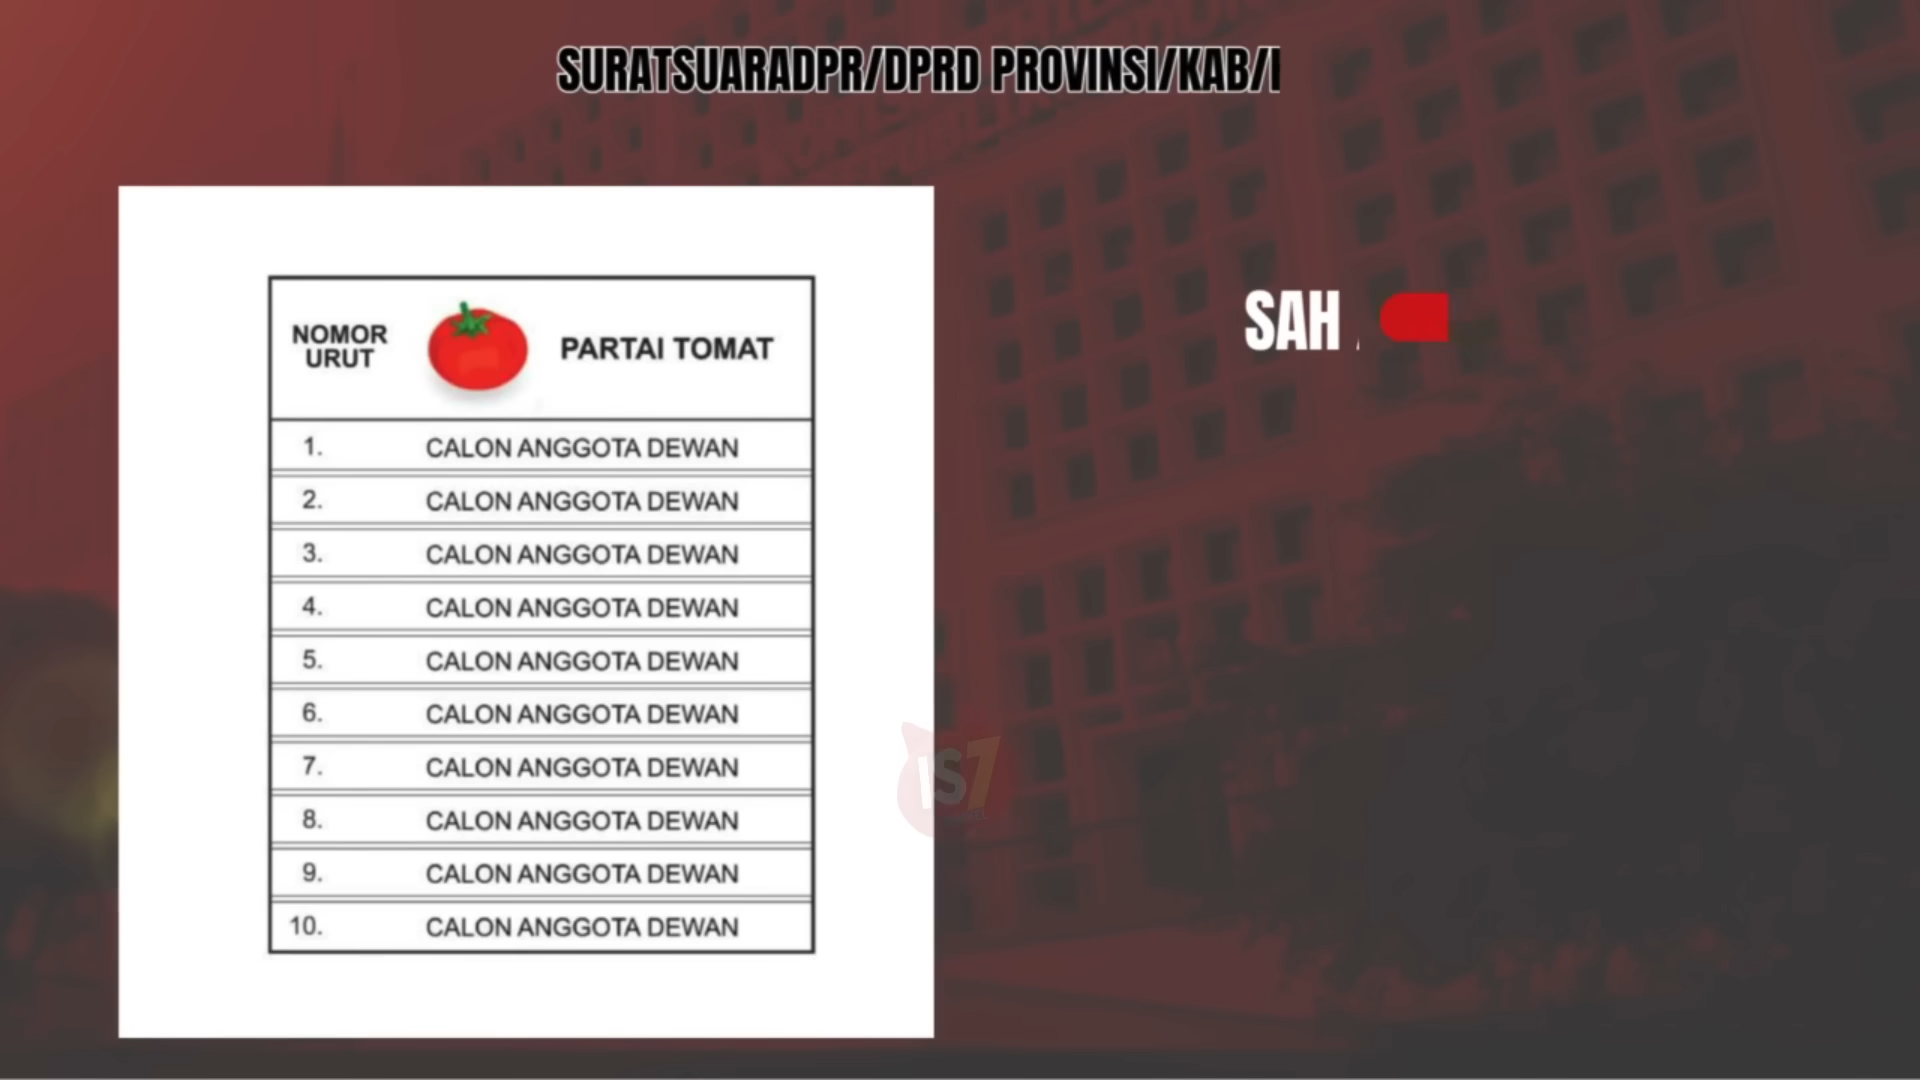 SURATSUARADPR/DPRD PROVINSI/KAB/
SAH
NOMOR
URUT
PARTAI TOMAT
1. CALON ANGGOTA DEWAN
2. CALON ANGGOTA DEWAN
3. CALON ANGGOTA DEWAN
4. CALON ANGGOTA DEWAN
5. CALON ANGGOTA DEWAN
6. CALON ANGGOTA DEWAN
7. CALON ANGGOTA DEWAN
8. CALON ANGGOTA DEWAN
9. CALON ANGGOTA DEWAN
10. CALON ANGGOTA DEWAN
IS7